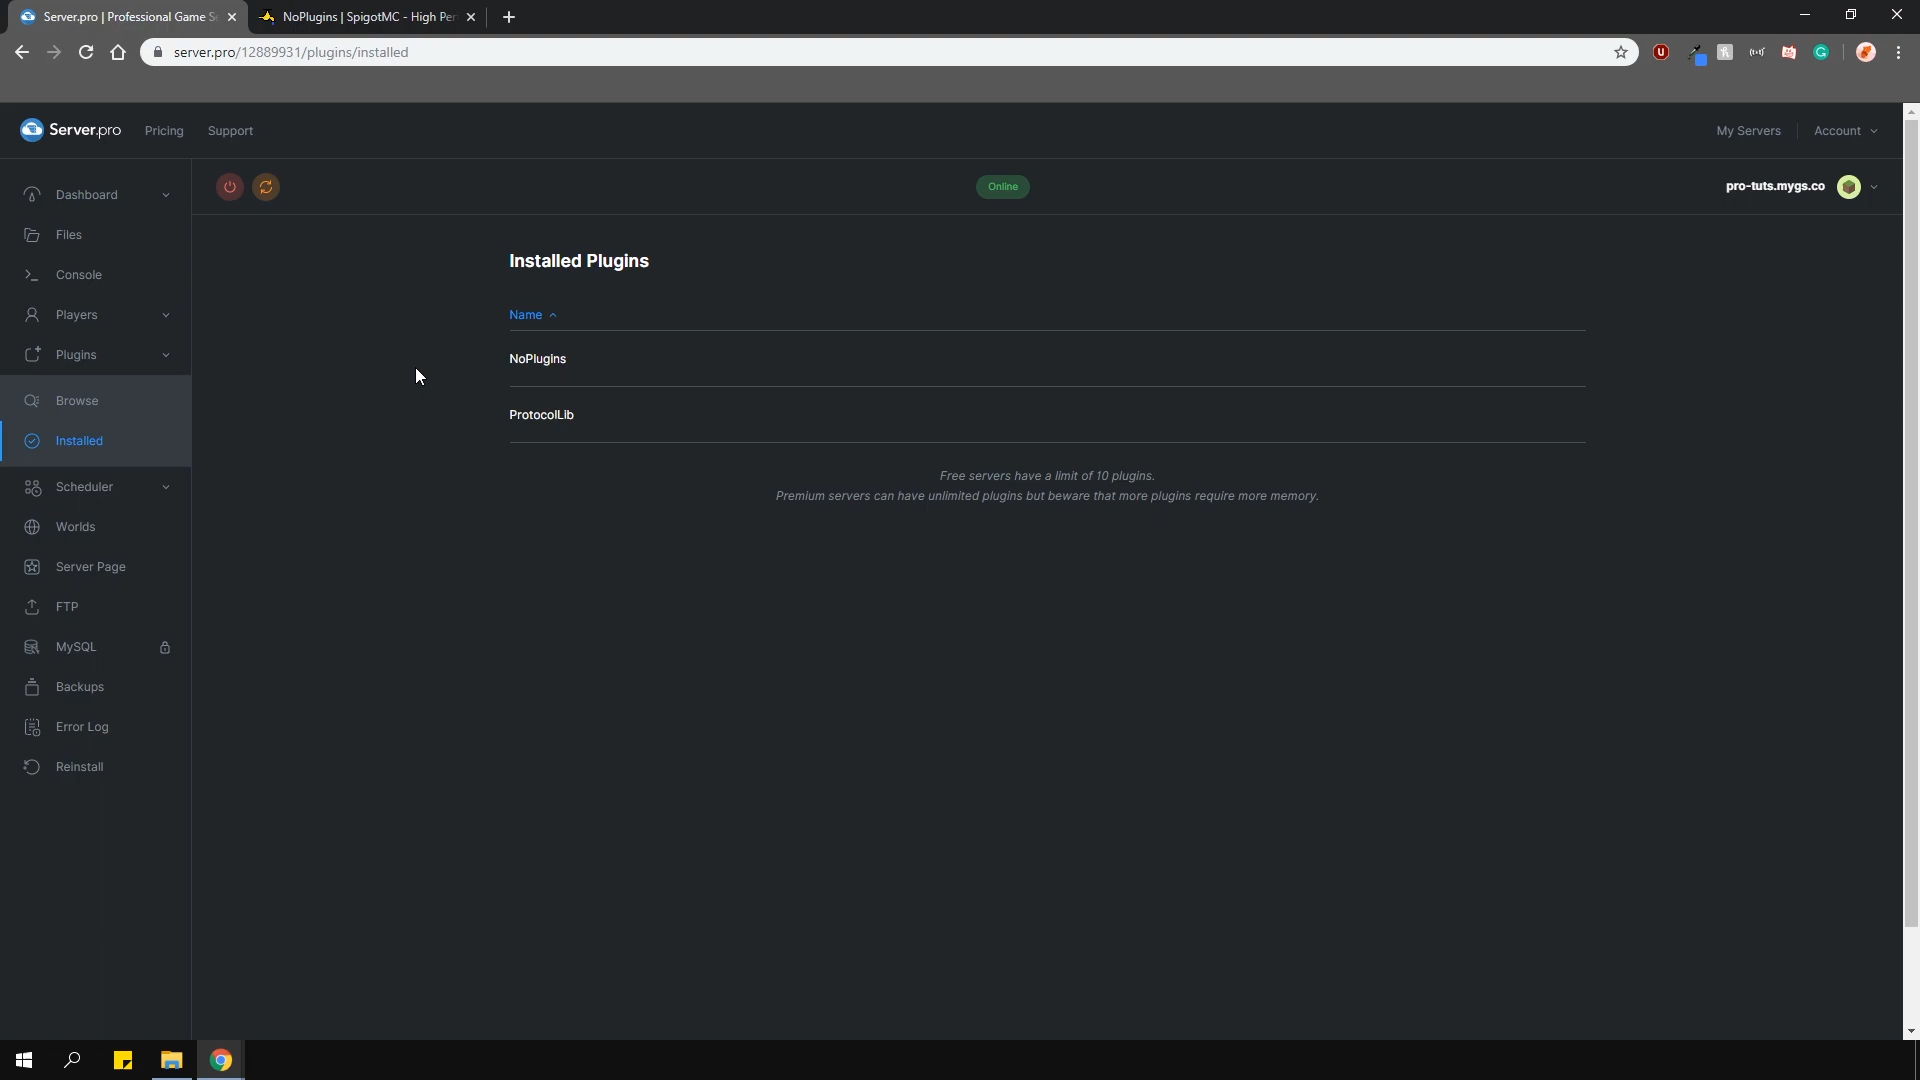 Server.pro | Professional Game S
NoPlugins | SpigotMC - High Per
server.pro/12889931/plugins/installed
Server.pro
Pricing
Support
My Servers
Account
Dashboard
Online
pro-tuts.mygs.co
Files
Console
Players
Plugins
Browse
Installed
Scheduler
Worlds
Server Page
FTP
MySQL
Backups
Error Log
Reinstall
Installed Plugins
Name
NoPlugins
ProtocolLib
Free servers have a limit of 10 plugins.
Premium servers can have unlimited plugins but beware that more plugins require more memory.